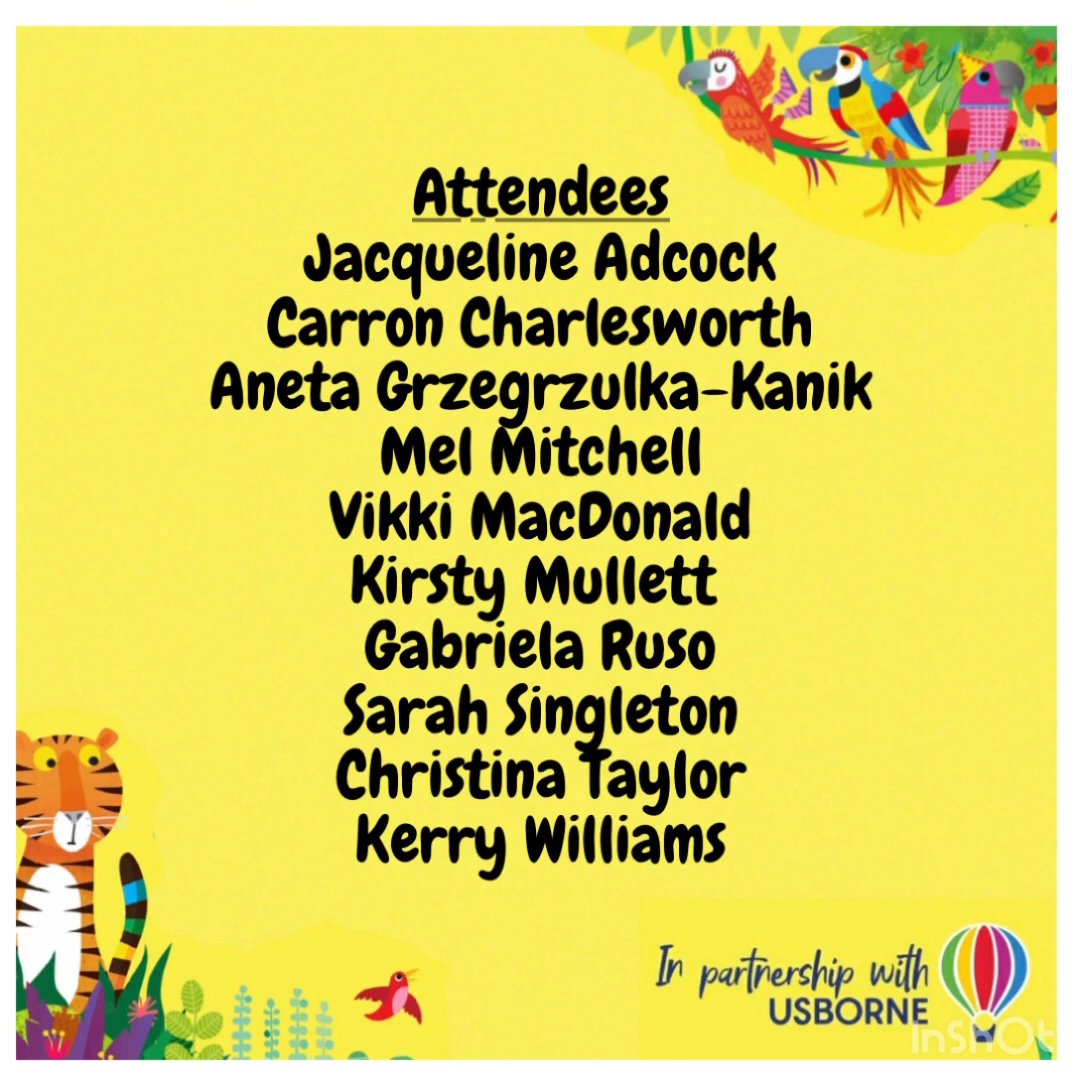 Attendees
Jacqueline Adcock
Carron Charlesworth
Aneta Grzegrzulka-Kanik
Mel Mitchell
Vikki MacDonald
Kirsty Mullett
Gabriela Ruso
Sarah Singleton
Christina Taylor
Kerry Williams
In partnership with
USBORNE
InShOt